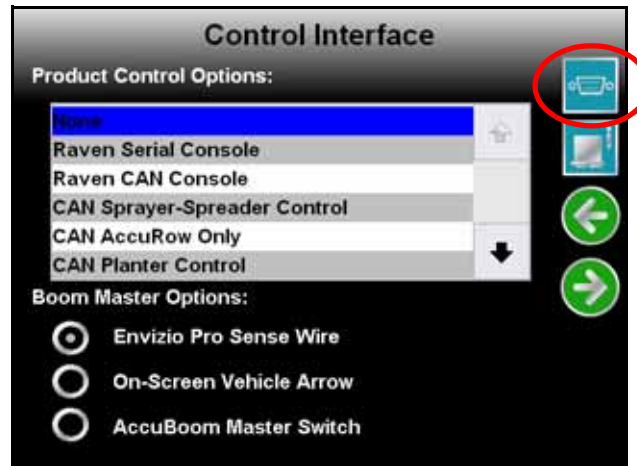 Control Interface
Product Control Options:
None
Raven Serial Console
Raven CAN Console
CAN Sprayer-Spreader Control
CAN AccuRow Only
CAN Planter Control
Boom Master Options:
Envizio Pro Sense Wire
On-Screen Vehicle Arrow
AccuBoom Master Switch